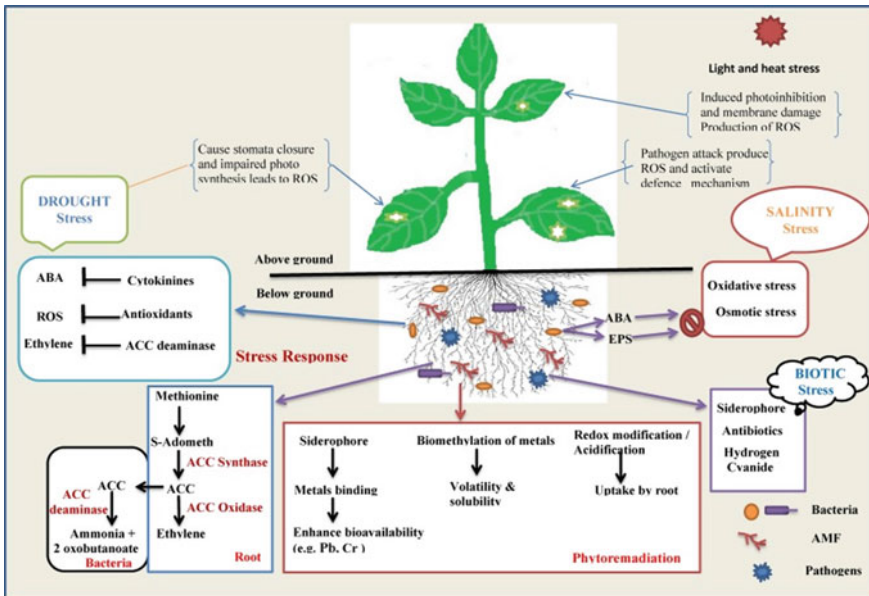 Light and heat stress
Induced photoinhibition
and membrane damage
Production of ROS
Cause stomata closure
and impaired photo
synthesis leads to ROS
Pathogen attack produce
ROS and activate
defence mechanism
DROUGHT
Stress
SALINITY
Stress
Above ground
Below ground
ABA
Cytokinines
ROS
Antioxidants
Ethylene
ACC deaminase
Stress Response
ABA
EPS
Oxidative stress
Osmotic stress
BIOTIC
Stress
Siderophore
Antibiotics
Hydrogen
Cyanide
Methionine
S-Adometh
ACC Synthase
ACC
ACC Oxidase
Ethylene
Root
ACC
ACC
deaminase
Ammonia +
2 oxobutanoate
Bacteria
Siderophore
Metals binding
Enhance bioavailability
(e.g. Pb, Cr )
Biomethylation of metals
Volatility &
solubility
Redox modification /
Acidification
Uptake by root
Phytoremadiation
Bacteria
AMF
Pathogens